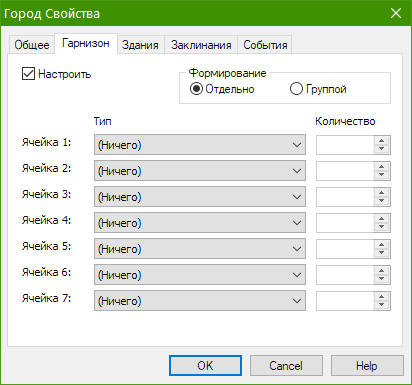 Город Свойства
Общее Гарнизон Здания Заклинания События
Настроить
Формирование
Отдельно Группой
Тип Количество
Ячейка 1: (Ничего)
Ячейка 2: (Ничего)
Ячейка 3: (Ничего)
Ячейка 4: (Ничего)
Ячейка 5: (Ничего)
Ячейка 6: (Ничего)
Ячейка 7: (Ничего)
OK Cancel Help